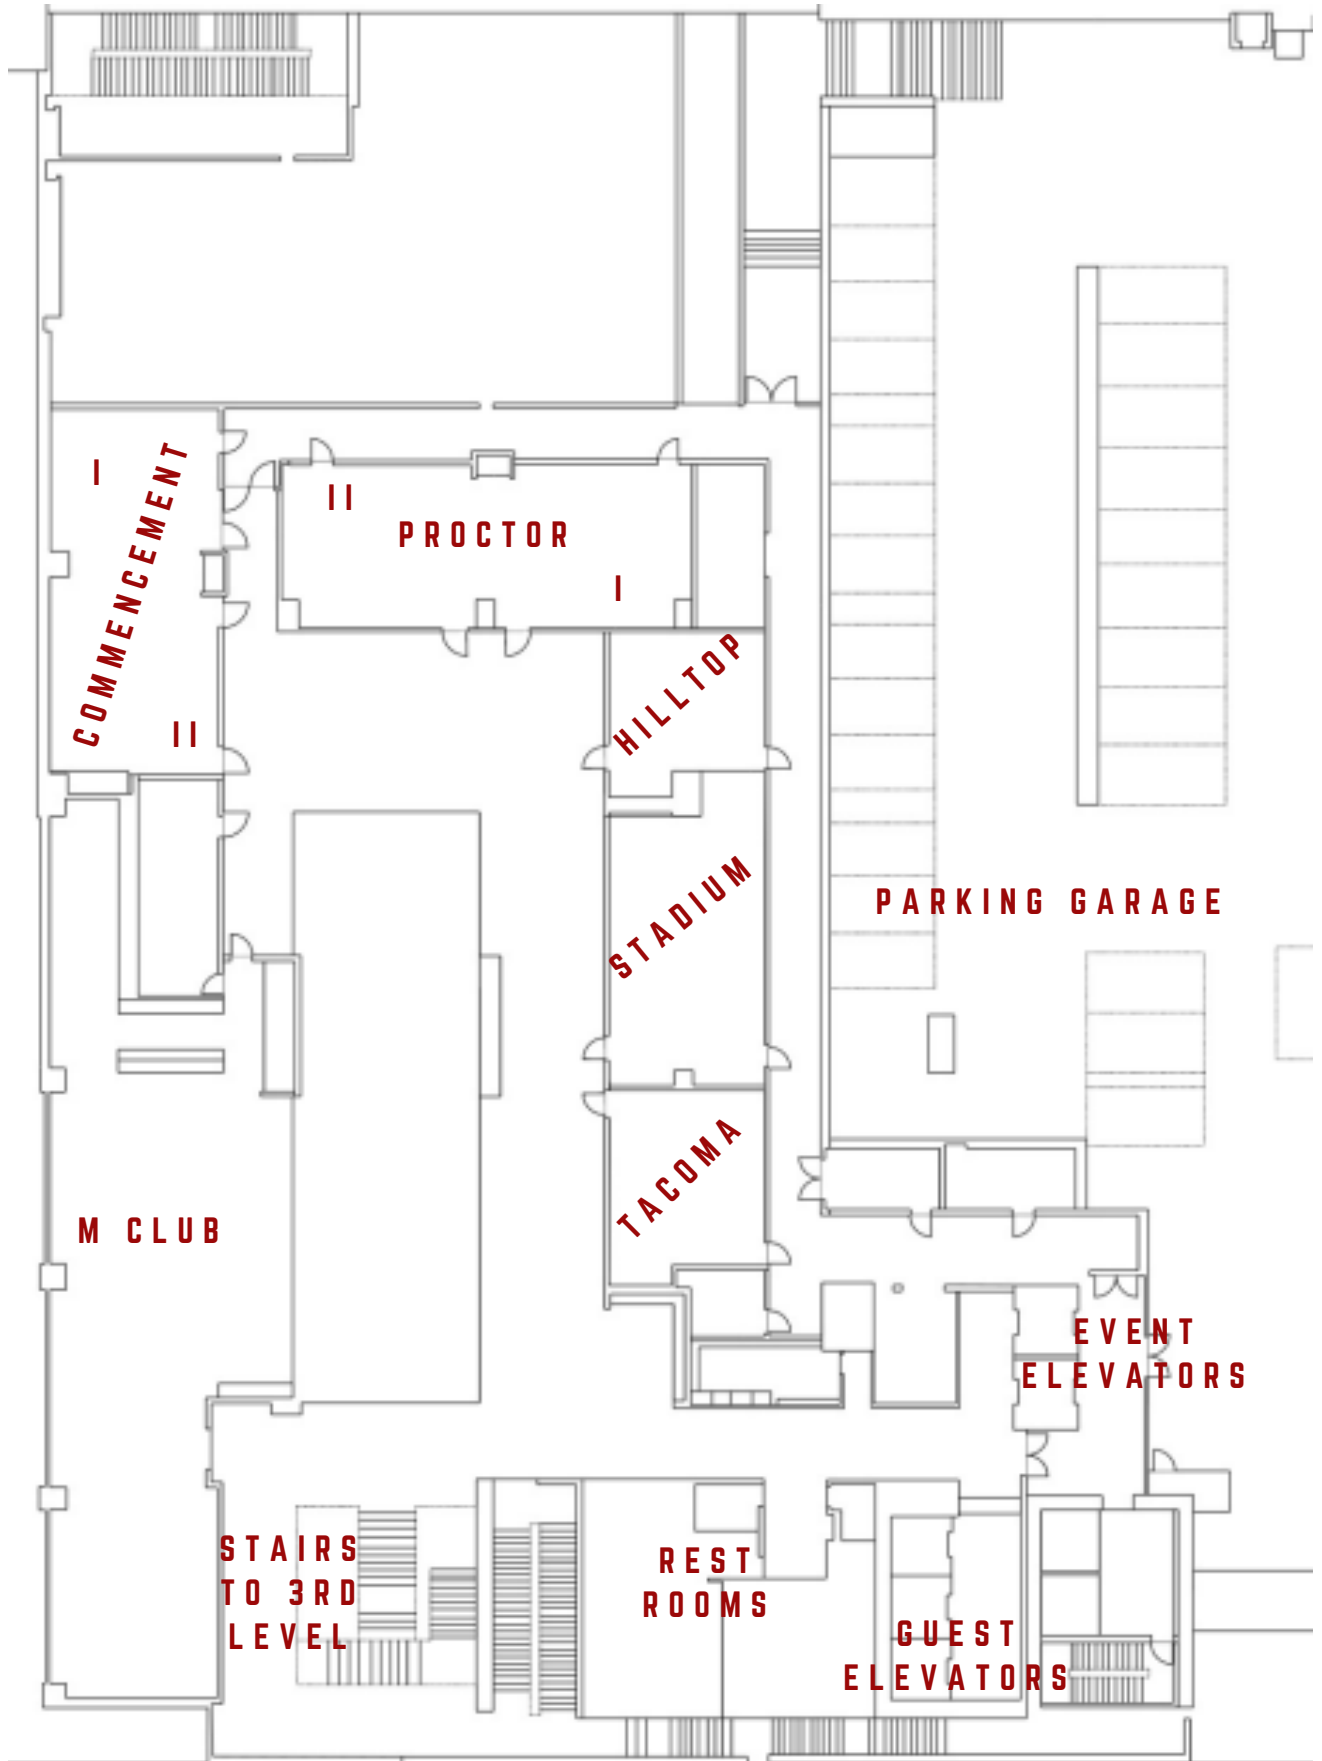 I
COMMENCEMENT
II
II
PROCTOR
I
HILLTOP
STADIUM
PARKING GARAGE
TACOMA
M CLUB
EVENT
ELEVATORS
STAIRS
TO 3RD
LEVEL
REST
ROOMS
GUEST
ELEVATORS